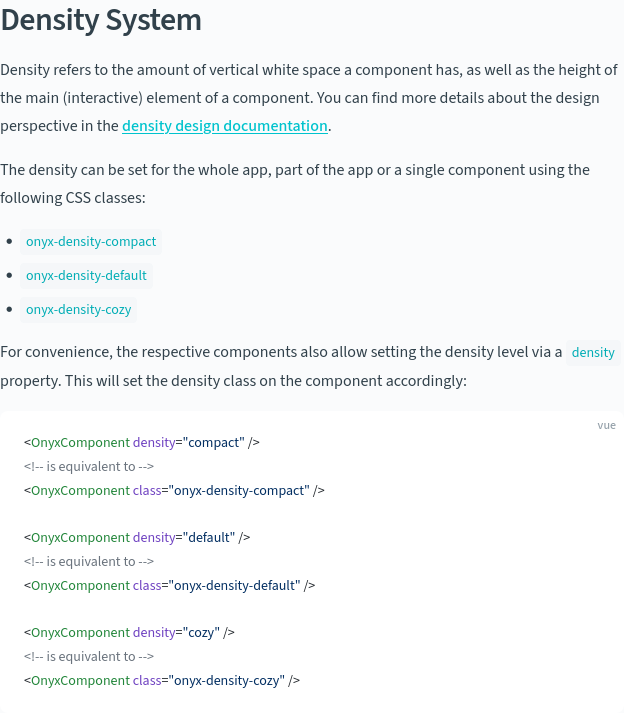 Density System
Density refers to the amount of vertical white space a component has, as well as the height of
the main (interactive) element of a component. You can find more details about the design
perspective in the density design documentation.
The density can be set for the whole app, part of the app or a single component using the
following CSS classes:
• onyx-density-compact
• onyx-density-default
• onyx-density-cozy
For convenience, the respective components also allow setting the density level via a density
property. This will set the density class on the component accordingly:
vue
<OnyxComponent density="compact" />
<!-- is equivalent to -->
<OnyxComponent class="onyx-density-compact" />
<OnyxComponent density="default" />
<!-- is equivalent to -->
<OnyxComponent class="onyx-density-default" />
<OnyxComponent density="cozy" />
<!-- is equivalent to -->
<OnyxComponent class="onyx-density-cozy" />